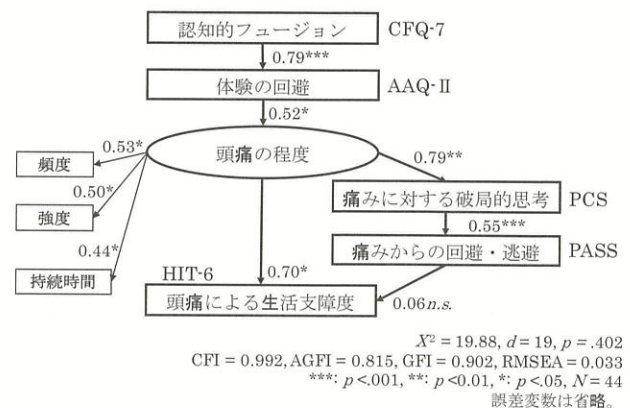 認知的フュージョン CFQ-7
0.79***
体験の回避 AAQ-Ⅱ
0.52*
頭痛の程度
0.53*
頻度
0.50*
強度
0.44*
持続時間
0.79**
痛みに対する破局的思考 PCS
0.55***
痛みからの回避・逃避 PASS
HIT-6
0.70*
0.06n.s.
頭痛による生活支障度
X² = 19.88, d = 19, p = .402
CFI = 0.992, AGFI = 0.815, GFI = 0.902, RMSEA = 0.033
***: p<.001, **: p<0.01, *: p<.05, N = 44
誤差変数は省略。